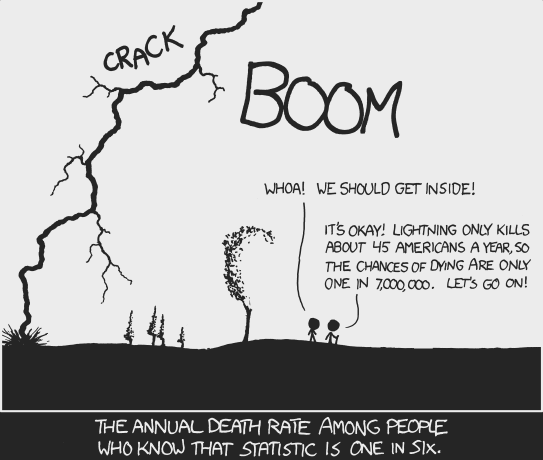 CRACK
BOOM
WHOA! WE SHOULD GET INSIDE!
IT'S OKAY! LIGHTNING ONLY KILLS
ABOUT 45 AMERICANS A YEAR, SO
THE CHANCES OF DYING ARE ONLY
ONE IN 7,000,000. LET'S GO ON!
THE ANNUAL DEATH RATE AMONG PEOPLE
WHO KNOW THAT STATISTIC IS ONE IN SIX.